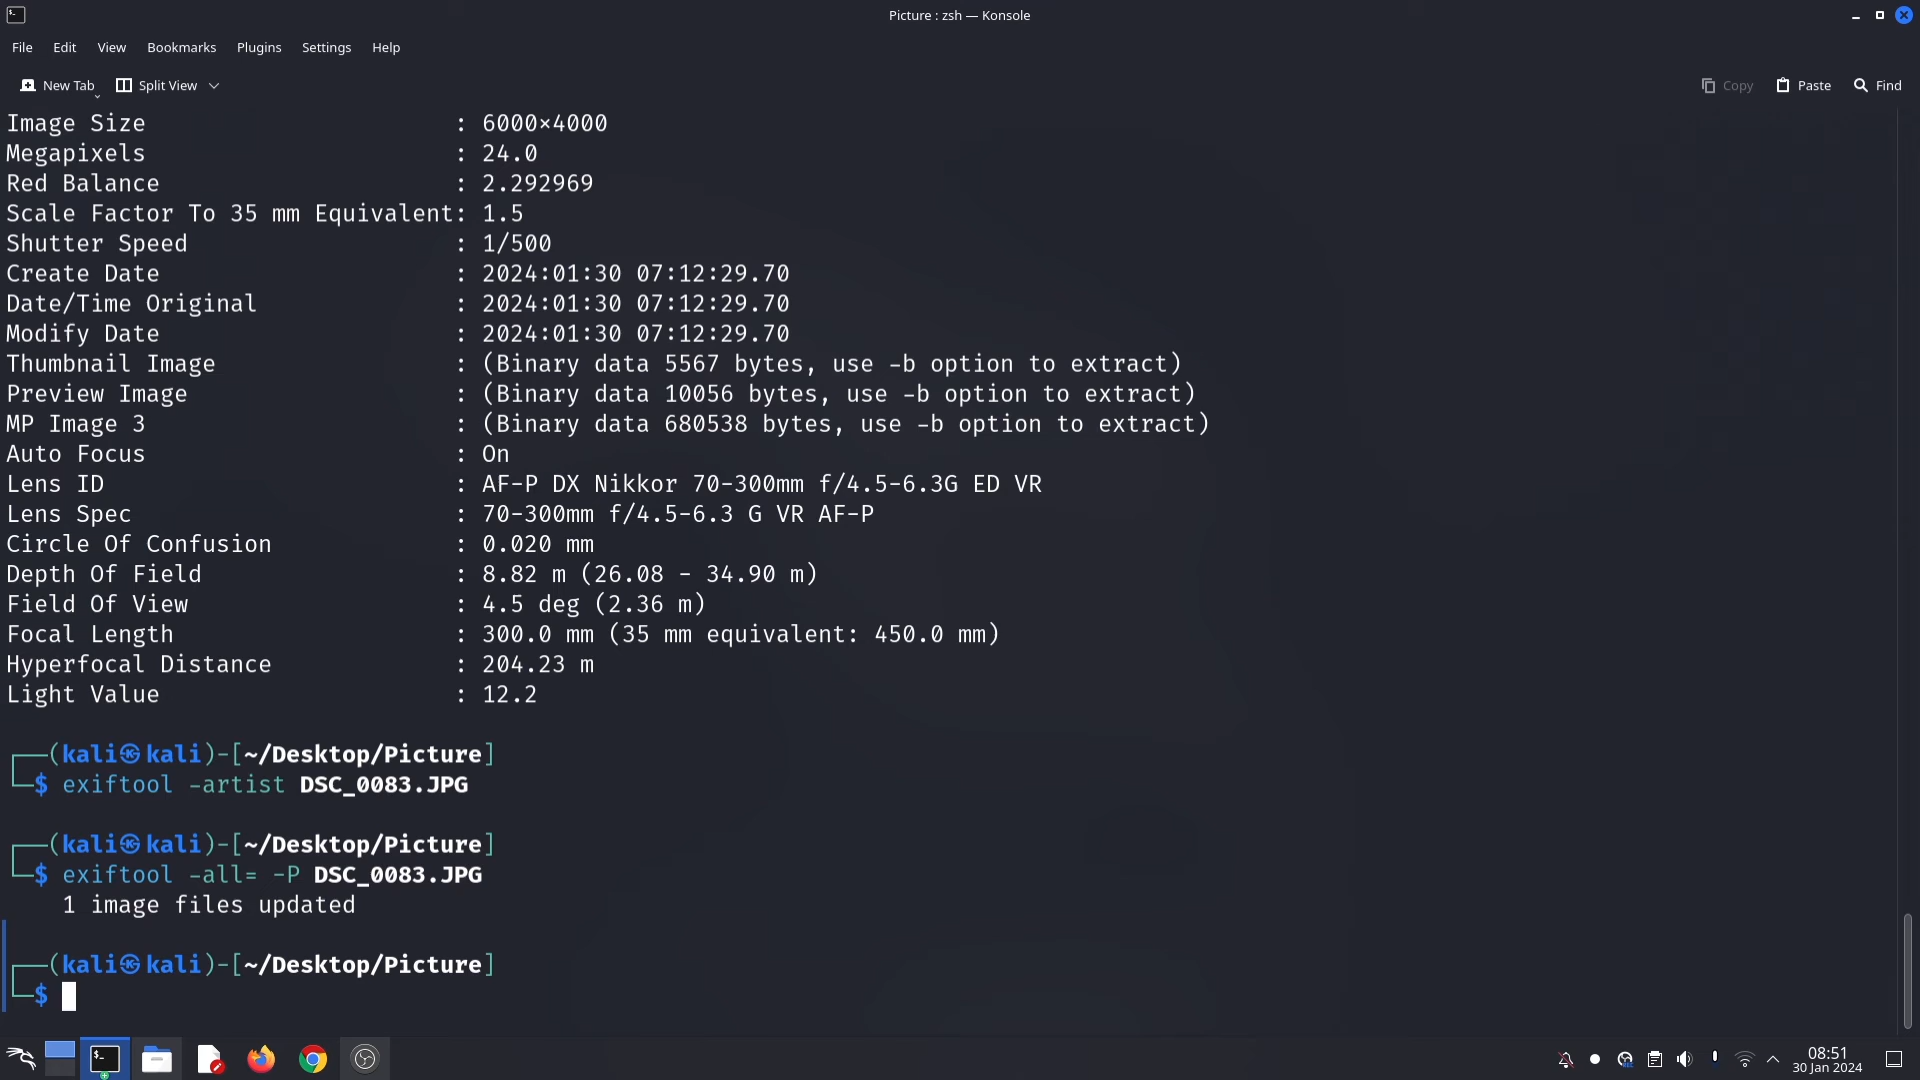 Picture : zsh — Konsole
File Edit View Bookmarks Plugins Settings Help
New Tab Split View Copy Paste Find
Image Size : 6000×4000
Megapixels : 24.0
Red Balance : 2.292969
Scale Factor To 35 mm Equivalent: 1.5
Shutter Speed : 1/500
Create Date : 2024:01:30 07:12:29.70
Date/Time Original : 2024:01:30 07:12:29.70
Modify Date : 2024:01:30 07:12:29.70
Thumbnail Image : (Binary data 5567 bytes, use -b option to extract)
Preview Image : (Binary data 10056 bytes, use -b option to extract)
MP Image 3 : (Binary data 680538 bytes, use -b option to extract)
Auto Focus : On
Lens ID : AF-P DX Nikkor 70-300mm f/4.5-6.3G ED VR
Lens Spec : 70-300mm f/4.5-6.3 G VR AF-P
Circle Of Confusion : 0.020 mm
Depth Of Field : 8.82 m (26.08 - 34.90 m)
Field Of View : 4.5 deg (2.36 m)
Focal Length : 300.0 mm (35 mm equivalent: 450.0 mm)
Hyperfocal Distance : 204.23 m
Light Value : 12.2
┌──(kali㉿kali)-[~/Desktop/Picture]
└─$ exiftool -artist DSC_0083.JPG
┌──(kali㉿kali)-[~/Desktop/Picture]
└─$ exiftool -all= -P DSC_0083.JPG
1 image files updated
┌──(kali㉿kali)-[~/Desktop/Picture]
└─$
08:51
30 Jan 2024